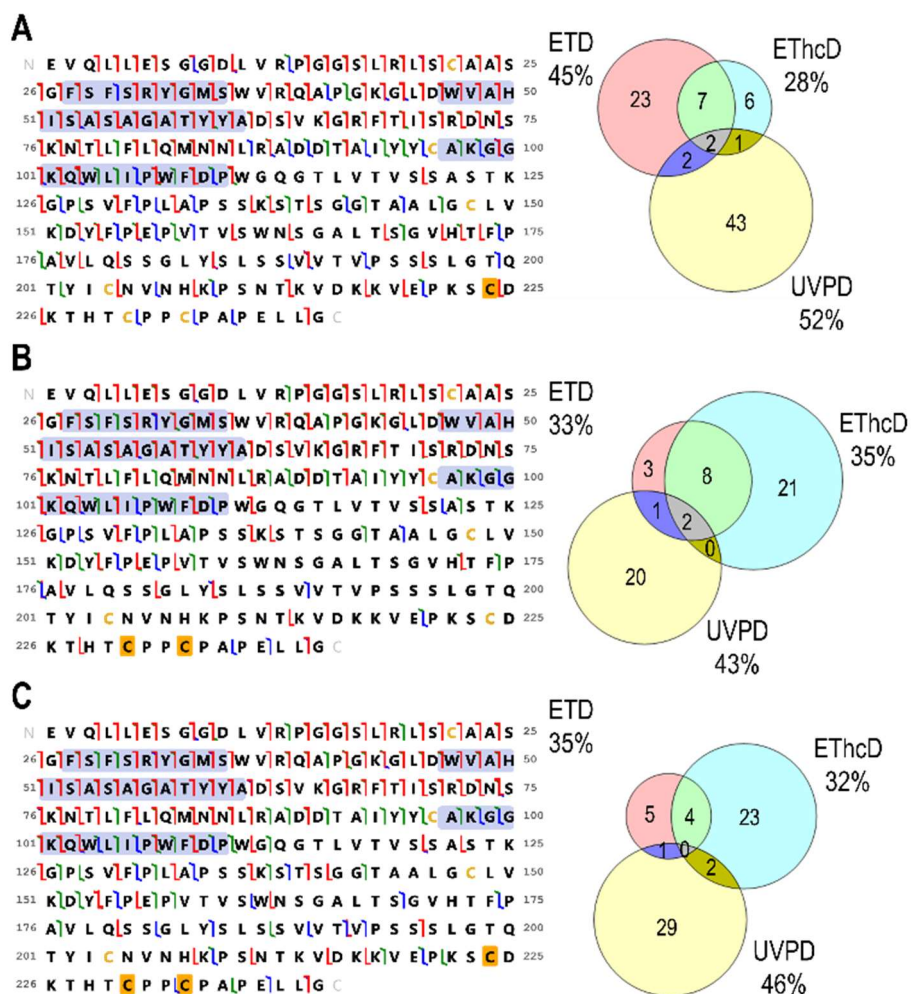 A
N E V Q L L E S G G D L V R P G G S L R L S C A A S 25
26 G F S F S R Y G M S W V R Q A P G K G L D W V A H 50
51 I S A S A G A T Y Y A D S V K G R F T I S R D N S 75
76 K N T L F L Q M N N L R A D D T A I Y Y C A K G G 100
101 K Q W L I P W F D P W G Q G T L V T V S S A S T K 125
126 G P S V F P L A P S S K S T S G G T A A L G C L V 150
151 K D Y F P E P V T V S W N S G A L T S G V H T F P 175
176 A V L Q S S G L Y S L S S V V T V P S S S L G T Q 200
201 T Y I C N V N H K P S N T K V D K K V E P K S C D 225
226 K T H T C P P C P A P E L L G C
ETD
45%
EThcD
28%
23
7
6
2
2
1
43
UVPD
52%
B
N E V Q L L E S G G D L V R P G G S L R L S C A A S 25
26 G F S F S R Y G M S W V R Q A P G K G L D W V A H 50
51 I S A S A G A T Y Y A D S V K G R F T I S R D N S 75
76 K N T L F L Q M N N L R A D D T A I Y Y C A K G G 100
101 K Q W L I P W F D P W G Q G T L V T V S S A S T K 125
126 G P S V F P L A P S S K S T S G G T A A L G C L V 150
151 K D Y F P E P V T V S W N S G A L T S G V H T F P 175
176 A V L Q S S G L Y S L S S V V T V P S S S L G T Q 200
201 T Y I C N V N H K P S N T K V D K K V E P K S C D 225
226 K T H T C P P C P A P E L L G C
ETD
33%
EThcD
35%
3
8
21
1
2
0
20
UVPD
43%
C
N E V Q L L E S G G D L V R P G G S L R L S C A A S 25
26 G F S F S R Y G M S W V R Q A P G K G L D W V A H 50
51 I S A S A G A T Y Y A D S V K G R F T I S R D N S 75
76 K N T L F L Q M N N L R A D D T A I Y Y C A K G G 100
101 K Q W L I P W F D P W G Q G T L V T V S S A S T K 125
126 G P S V F P L A P S S K S T S G G T A A L G C L V 150
151 K D Y F P E P V T V S W N S G A L T S G V H T F P 175
176 A V L Q S S G L Y S L S S V V T V P S S S L G T Q 200
201 T Y I C N V N H K P S N T K V D K K V E P K S C D 225
226 K T H T C P P C P A P E L L G C
ETD
35%
EThcD
32%
5
4
23
1
0
2
29
UVPD
46%